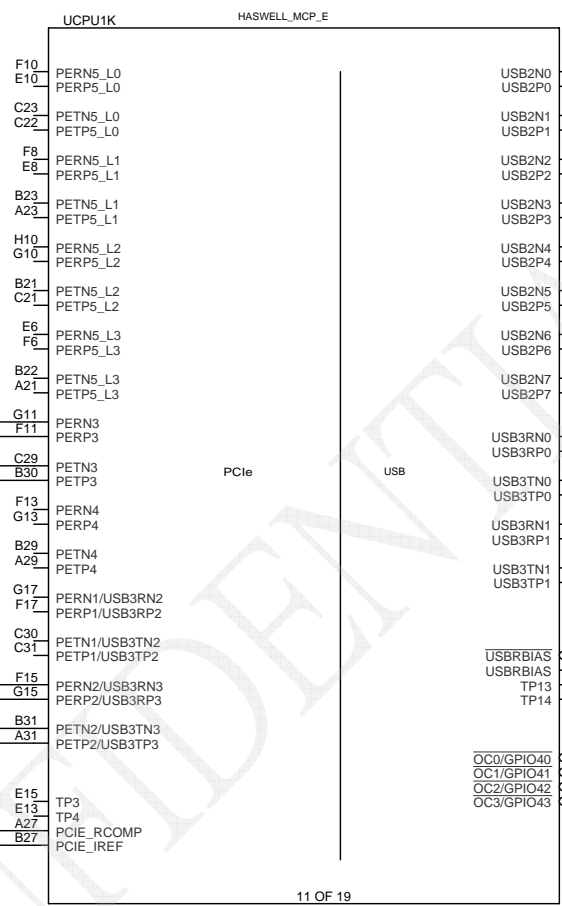 UCPU1K HASWELL_MCP_E
F10 PERN5_L0 USB2N0
E10 PERP5_L0 USB2P0
C23 PETN5_L0 USB2N1
C22 PETP5_L0 USB2P1
F8 PERN5_L1 USB2N2
E8 PERP5_L1 USB2P2
B23 PETN5_L1 USB2N3
A23 PETP5_L1 USB2P3
H10 PERN5_L2 USB2N4
G10 PERP5_L2 USB2P4
B21 PETN5_L2 USB2N5
C21 PETP5_L2 USB2P5
E6 PERN5_L3 USB2N6
F6 PERP5_L3 USB2P6
B22 PETN5_L3 USB2N7
A21 PETP5_L3 USB2P7
G11 PERN3
F11 PERP3 USB3RN0
USB3RP0
C29 PETN3 PCIe USB
B30 PETP3 USB3TN0
USB3TP0
F13 PERN4
G13 PERP4 USB3RN1
USB3RP1
B29 PETN4
A29 PETP4 USB3TN1
USB3TP1
G17 PERN1/USB3RN2
F17 PERP1/USB3RP2
C30 PETN1/USB3TN2
C31 PETP1/USB3TP2 USBRBIAS
USBRBIAS
F15 PERN2/USB3RN3 TP13
G15 PERP2/USB3RP3 TP14
B31 PETN2/USB3TN3
A31 PETP2/USB3TP3
OC0/GPIO40
OC1/GPIO41
OC2/GPIO42
E15 TP3 OC3/GPIO43
E13 TP4
A27 PCIE_RCOMP
B27 PCIE_IREF
11 OF 19
FIDENTI